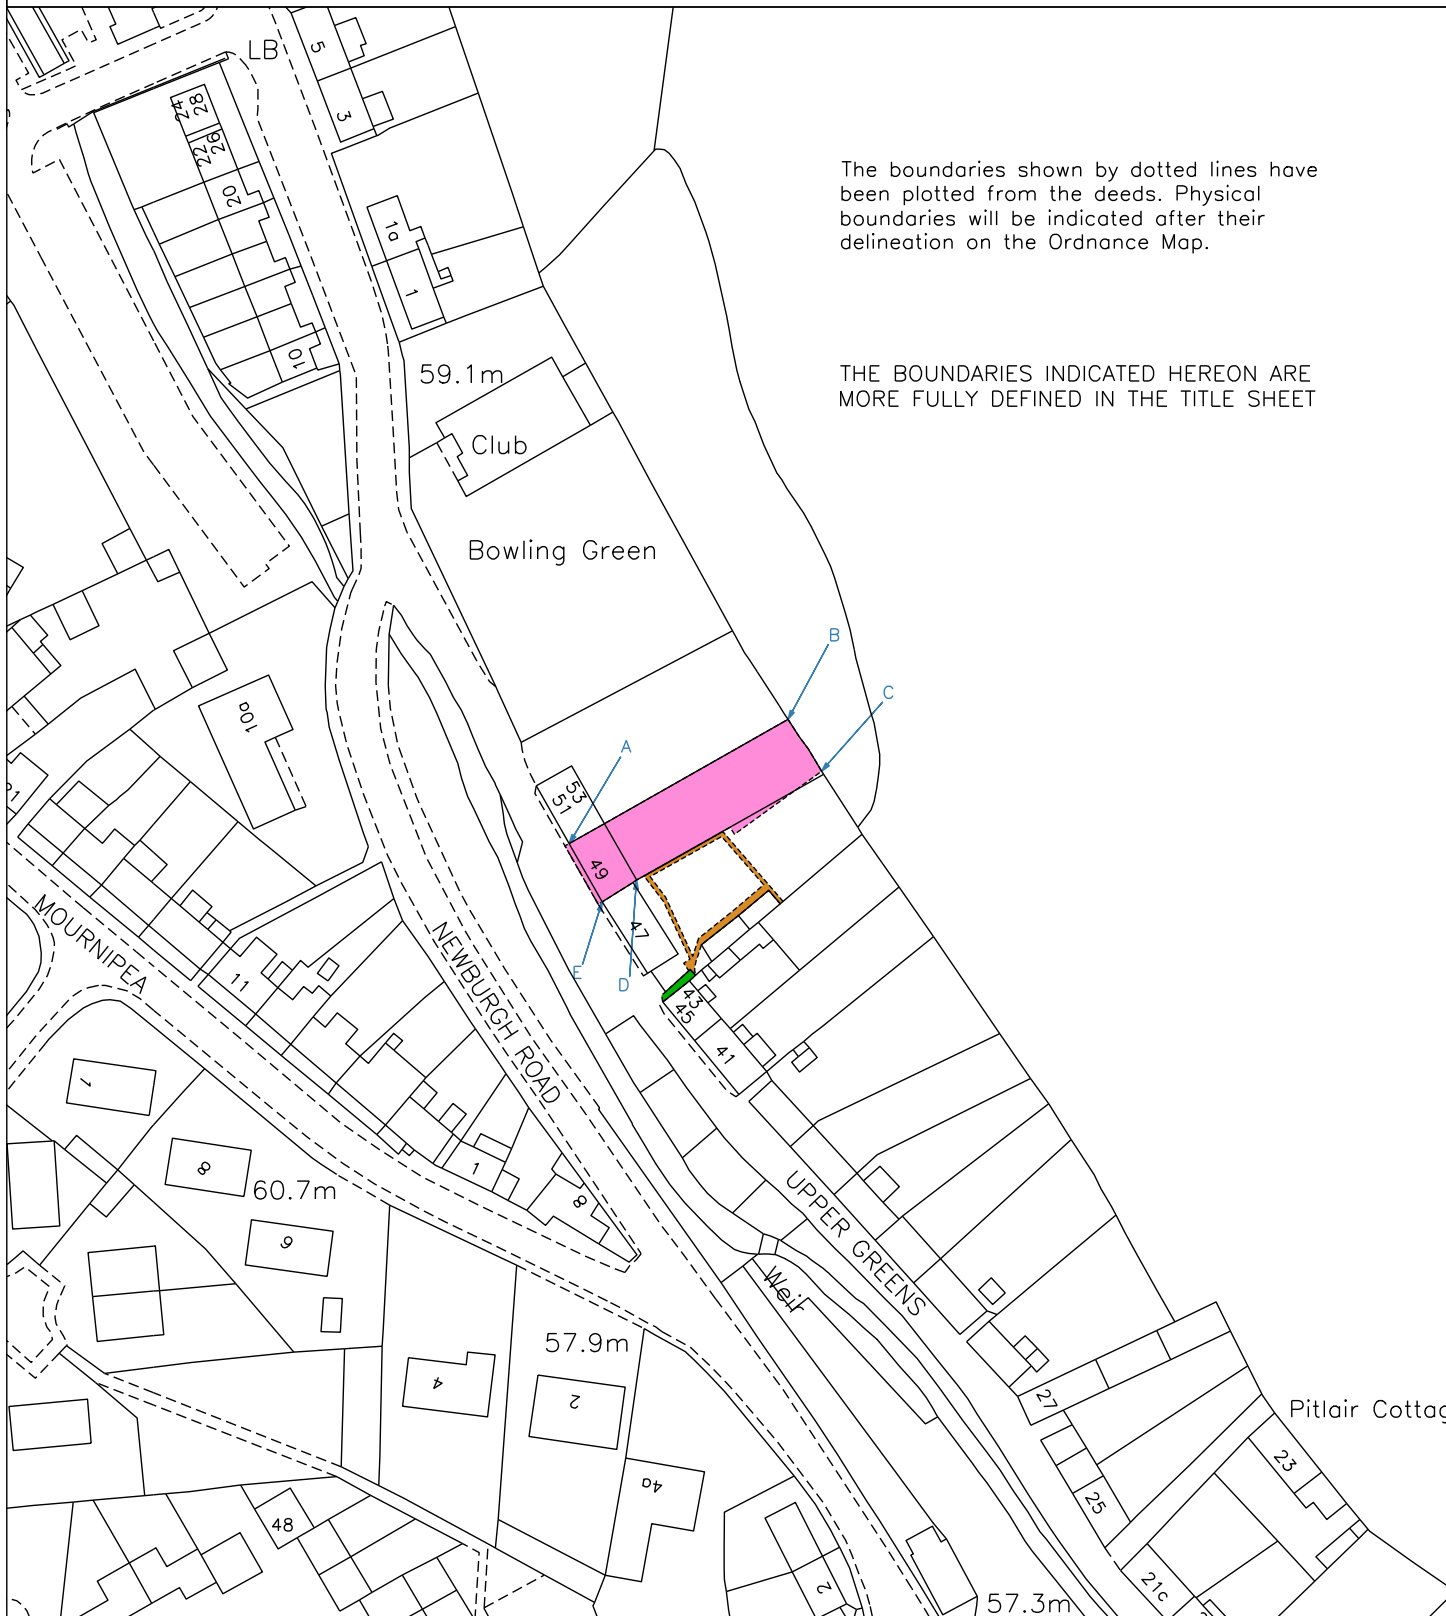 LB
5
3
28
24
26
22
20
1a
1
10
The boundaries shown by dotted lines have
been plotted from the deeds. Physical
boundaries will be indicated after their
delineation on the Ordnance Map.
THE BOUNDARIES INDICATED HEREON ARE
MORE FULLY DEFINED IN THE TITLE SHEET
59.1m
Club
Bowling Green
B
C
A
10a
53
51
49
47
E
D
43
45
41
MOURNIPEA
NEWBURGH ROAD
11
1
8
1
8
6
60.7m
UPPER GREENS
Weir
57.9m
4
2
4a
48
27
Pitlair Cottag
23
25
21c
2
57.3m